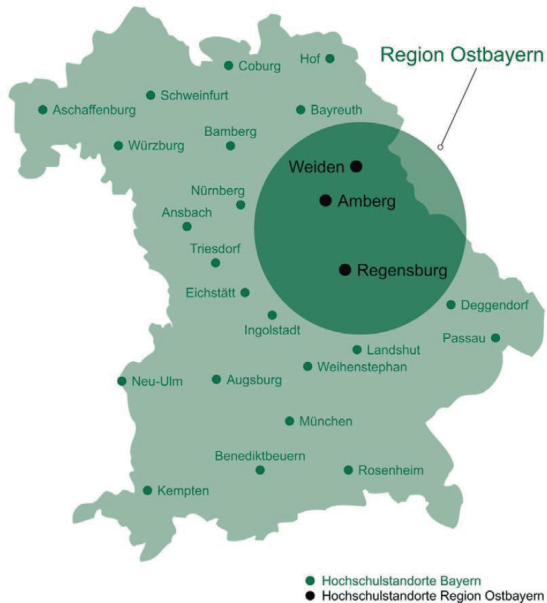 Region Ostbayern
Hof
Coburg
Schweinfurt
Aschaffenburg
Bayreuth
Würzburg
Bamberg
Weiden
Nürnberg
Amberg
Ansbach
Triesdorf
Regensburg
Eichstätt
Deggendorf
Ingolstadt
Passau
Landshut
Weihenstephan
Neu-Ulm
Augsburg
München
Benediktbeuern
Rosenheim
Kempten
Hochschulstandorte Bayern
Hochschulstandorte Region Ostbayern